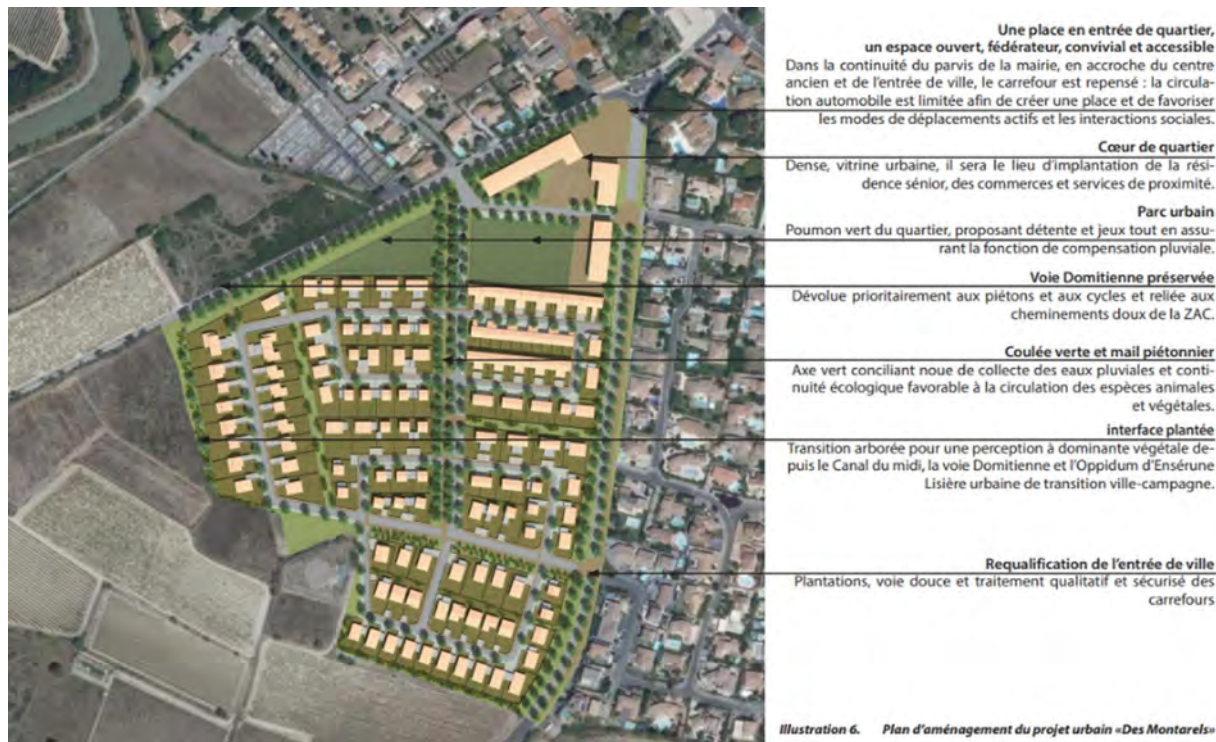 Une place en entrée de quartier,
un espace ouvert, fédérateur, convivial et accessible
Dans la continuité du parvis de la mairie, en accroche du centre
ancien et de l'entrée de ville, le carrefour est repensé : la circula-
tion automobile est limitée afin de créer une place et de favoriser
les modes de déplacements actifs et les interactions sociales.
Cœur de quartier
Dense, vitrine urbaine, il sera le lieu d'implantation de la rési-
dence sénior, des commerces et services de proximité.
Parc urbain
Poumon vert du quartier, proposant détente et jeux tout en assu-
rant la fonction de compensation pluviale.
Voie Domitienne préservée
Dévolue prioritairement aux piétons et aux cycles et reliée aux
cheminements doux de la ZAC.
Coulée verte et mail piétonnier
Axe vert conciliant noue de collecte des eaux pluviales et conti-
nuité écologique favorable à la circulation des espèces animales
et végétales.
interface plantée
Transition arborée pour une perception à dominante végétale de-
puis le Canal du midi, la voie Domitienne et l'Oppidum d'Ensérune
Lisière urbaine de transition ville-campagne.
Requalification de l'entrée de ville
Plantations, voie douce et traitement qualitatif et sécurisé des
carrefours
Illustration 6. Plan d'aménagement du projet urbain «Des Montarels»